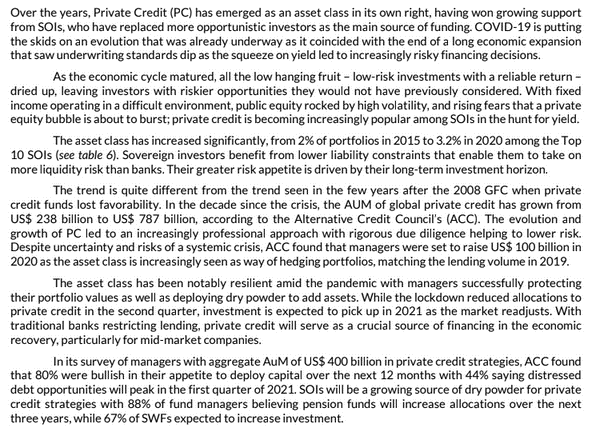 Over the years, Private Credit (PC) has emerged as an asset class in its own right, having won growing support
from SOIs, who have replaced more opportunistic investors as the main source of funding. COVID-19 is putting
the skids on an evolution that was already underway as it coincided with the end of a long economic expansion
that saw underwriting standards dip as the squeeze on yield led to increasingly risky financing decisions.
As the economic cycle matured, all the low hanging fruit – low-risk investments with a reliable return –
dried up, leaving investors with riskier opportunities they would not have previously considered. With fixed
income operating in a difficult environment, public equity rocked by high volatility, and rising fears that a private
equity bubble is about to burst; private credit is becoming increasingly popular among SOIs in the hunt for yield.
The asset class has increased significantly, from 2% of portfolios in 2015 to 3.2% in 2020 among the Top
10 SOIs (see table 6). Sovereign investors benefit from lower liability constraints that enable them to take on
more liquidity risk than banks. Their greater risk appetite is driven by their long-term investment horizon.
The trend is quite different from the trend seen in the few years after the 2008 GFC when private
credit funds lost favorability. In the decade since the crisis, the AUM of global private credit has grown from
US$ 238 billion to US$ 787 billion, according to the Alternative Credit Council's (ACC). The evolution and
growth of PC led to an increasingly professional approach with rigorous due diligence helping to lower risk.
Despite uncertainty and risks of a systemic crisis, ACC found that managers were set to raise US$ 100 billion in
2020 as the asset class is increasingly seen as way of hedging portfolios, matching the lending volume in 2019.
The asset class has been notably resilient amid the pandemic with managers successfully protecting
their portfolio values as well as deploying dry powder to add assets. While the lockdown reduced allocations to
private credit in the second quarter, investment is expected to pick up in 2021 as the market readjusts. With
traditional banks restricting lending, private credit will serve as a crucial source of financing in the economic
recovery, particularly for mid-market companies.
In its survey of managers with aggregate AuM of US$ 400 billion in private credit strategies, ACC found
that 80% were bullish in their appetite to deploy capital over the next 12 months with 44% saying distressed
debt opportunities will peak in the first quarter of 2021. SOIs will be a growing source of dry powder for private
credit strategies with 88% of fund managers believing pension funds will increase allocations over the next
three years, while 67% of SWFs expected to increase investment.